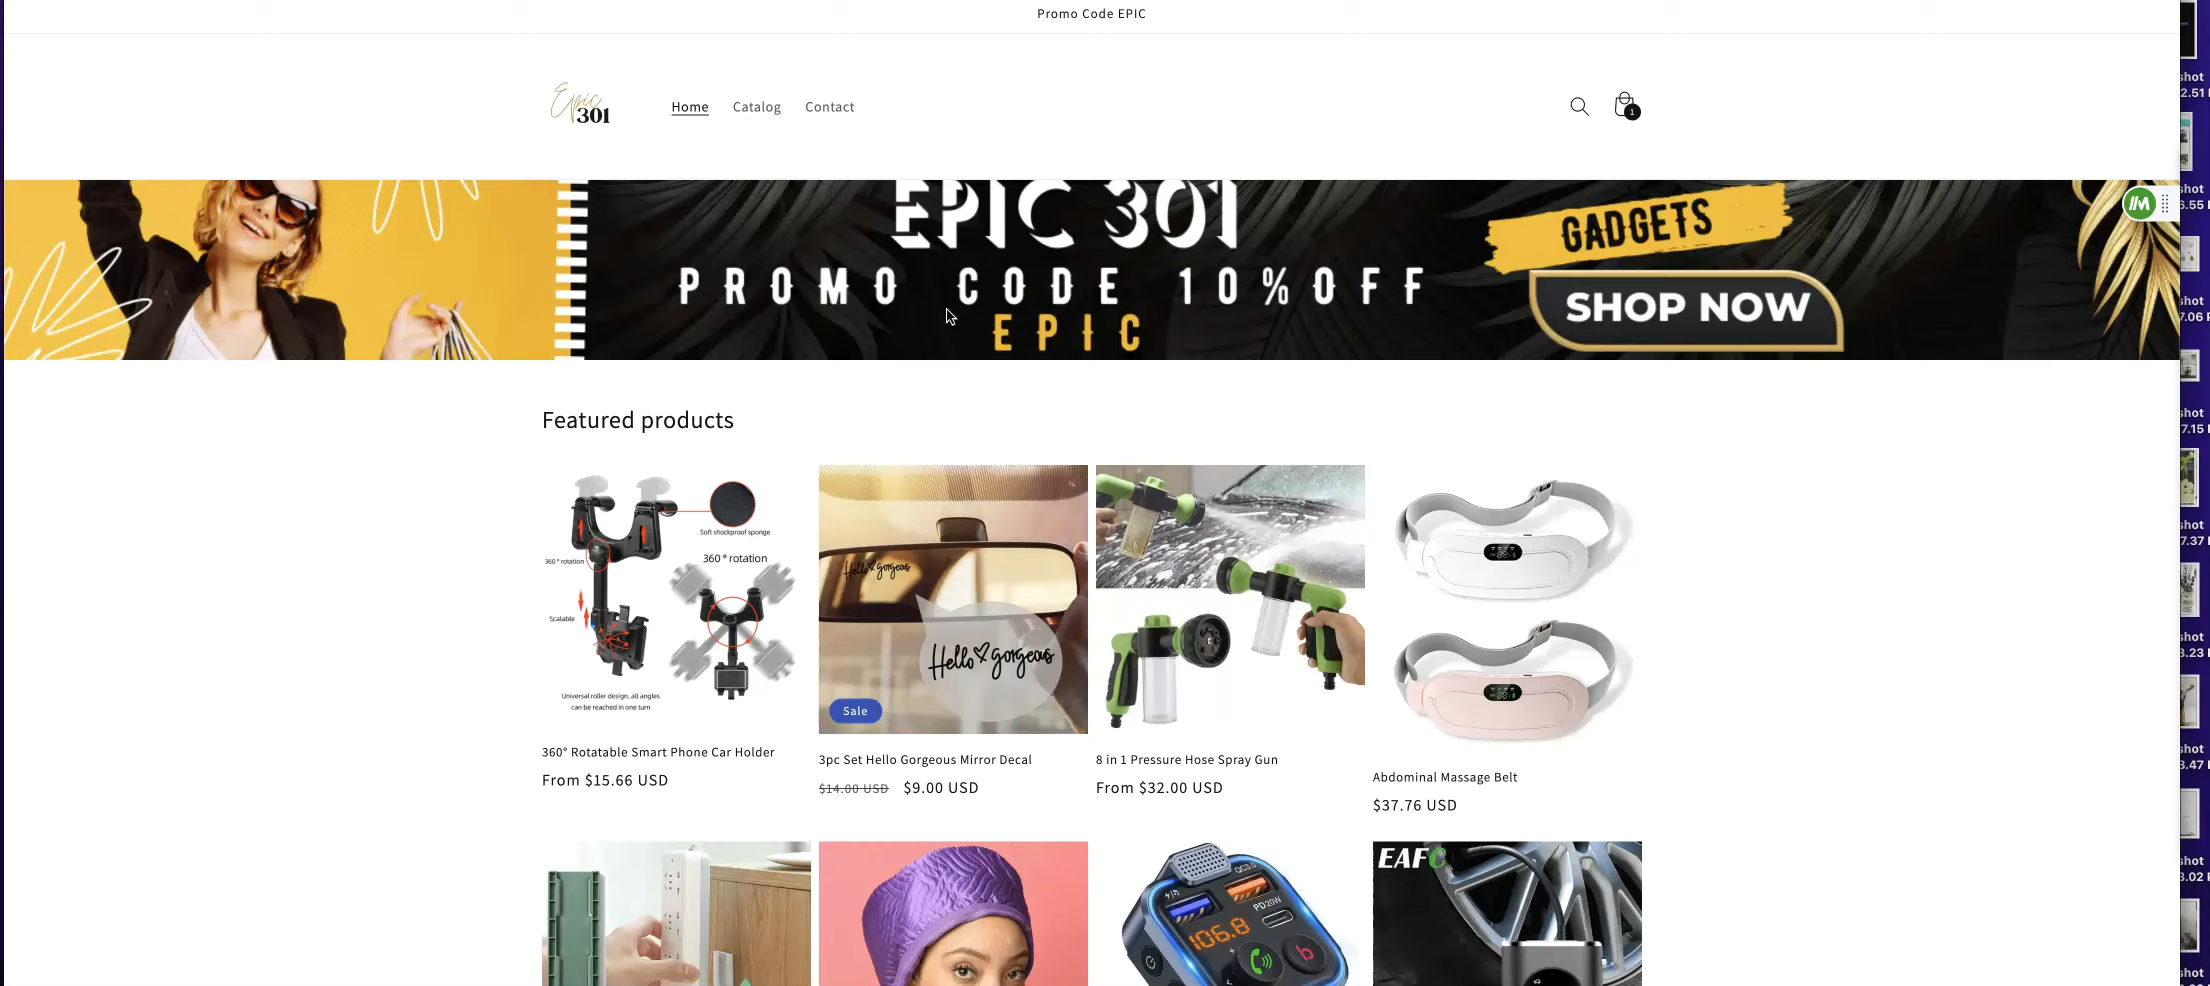 Promo Code EPIC
Epic
301
Home
Catalog
Contact
1
EPIC 301
PROMO CODE 10%OFF
EPIC
GADGETS
SHOP NOW
Featured products
Soft shockproof sponge
360° rotation
360° rotation
Scalable
Universal roller design, all angles
can be reached in one turn
360° Rotatable Smart Phone Car Holder
From $15.66 USD
Hello gorgeous
Hello gorgeous
Sale
3pc Set Hello Gorgeous Mirror Decal
$14.00 USD $9.00 USD
8 in 1 Pressure Hose Spray Gun
From $32.00 USD
Abdominal Massage Belt
$37.76 USD
QC3.0
PD20W
106.8
b
EAFC